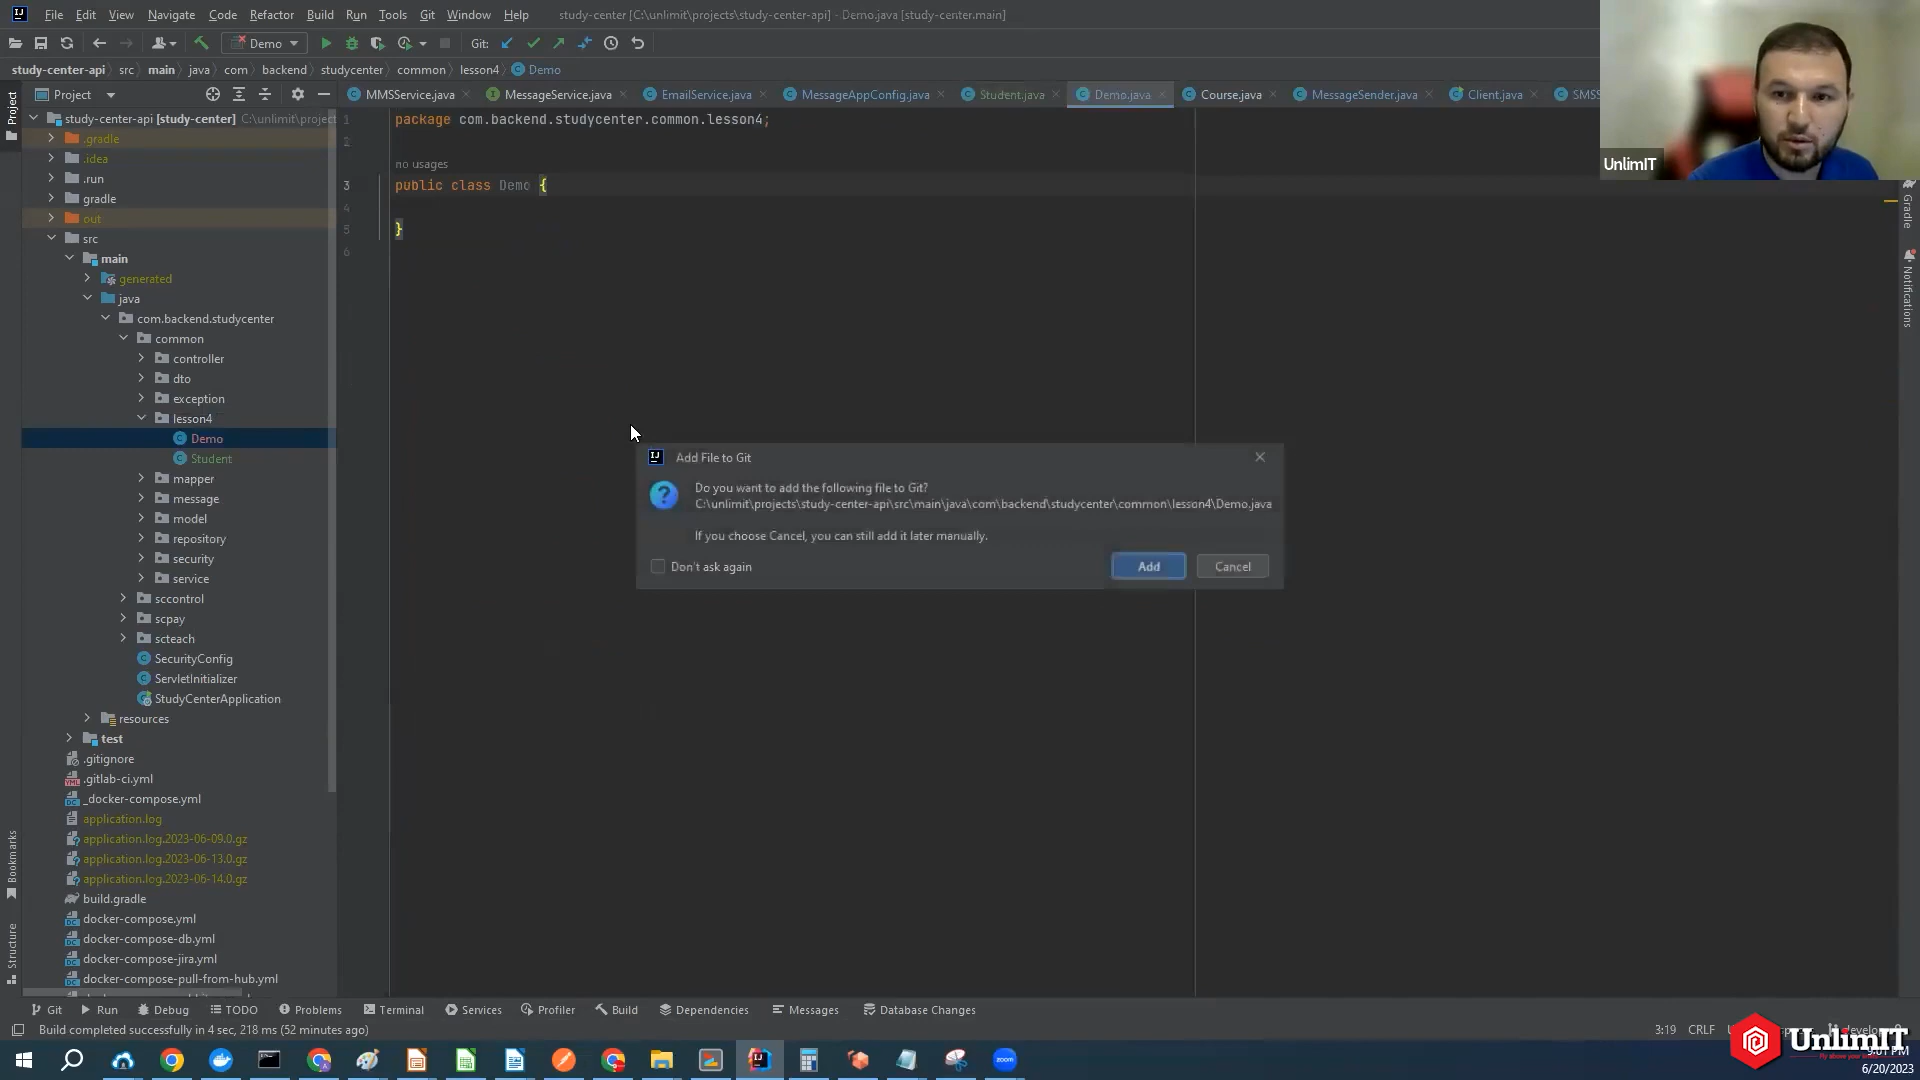 File Edit View Navigate Code Refactor Build Run Tools Git Window Help study-center [C:\unlimit\projects\study-center-api] - Demo.java [study-center.main]
Demo Git:
study-center-api src main java com backend studycenter common lesson4 Demo
Project MMSService.java MessageService.java EmailService.java MessageAppConfig.java Student.java Demo.java Course.java MessageSender.java Client.java SMSS
Project
study-center-api [study-center] C:\unlimit\project
.gradle
.idea
.run
gradle
out
src
main
generated
java
com.backend.studycenter
common
controller
dto
exception
lesson4
Demo
Student
mapper
message
model
repository
security
service
sccontrol
scpay
scteach
SecurityConfig
ServletInitializer
StudyCenterApplication
resources
test
.gitignore
.gitlab-ci.yml
_docker-compose.yml
application.log
application.log.2023-06-09.0.gz
application.log.2023-06-13.0.gz
application.log.2023-06-14.0.gz
build.gradle
docker-compose.yml
docker-compose-db.yml
docker-compose-jira.yml
docker-compose-pull-from-hub.yml
Bookmarks
Structure
1 package com.backend.studycenter.common.lesson4;
2
no usages
3 public class Demo {
4
5 }
6
Add File to Git
Do you want to add the following file to Git?
C:\unlimit\projects\study-center-api\src\main\java\com\backend\studycenter\common\lesson4\Demo.java
If you choose Cancel, you can still add it later manually.
Don't ask again Add Cancel
UnlimIT
Gradle
Notifications
Git Run Debug TODO Problems Terminal Services Profiler Build Dependencies Messages Database Changes
Build completed successfully in 4 sec, 218 ms (52 minutes ago) 3:19 CRLF
UnlimIT
zoom
9:01 PM
6/20/2023